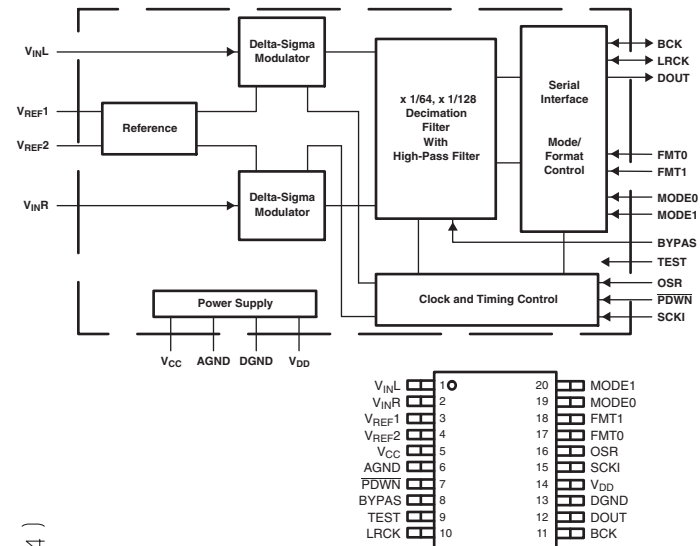 VINL
Delta-Sigma
Modulator
VREF1
VREF2
Reference
VINR
Delta-Sigma
Modulator
x 1/64, x 1/128
Decimation
Filter
With
High-Pass Filter
Serial
Interface
Mode/
Format
Control
BCK
LRCK
DOUT
FMT0
FMT1
MODE0
MODE1
BYPAS
TEST
OSR
PDWN
SCKI
Clock and Timing Control
Power Supply
VCC AGND DGND VDD
VINL 1 20 MODE1
VINR 2 19 MODE0
VREF1 3 18 FMT1
VREF2 4 17 FMT0
VCC 5 16 OSR
AGND 6 15 SCKI
PDWN 7 14 VDD
BYPAS 8 13 DGND
TEST 9 12 DOUT
LRCK 10 11 BCK
4)